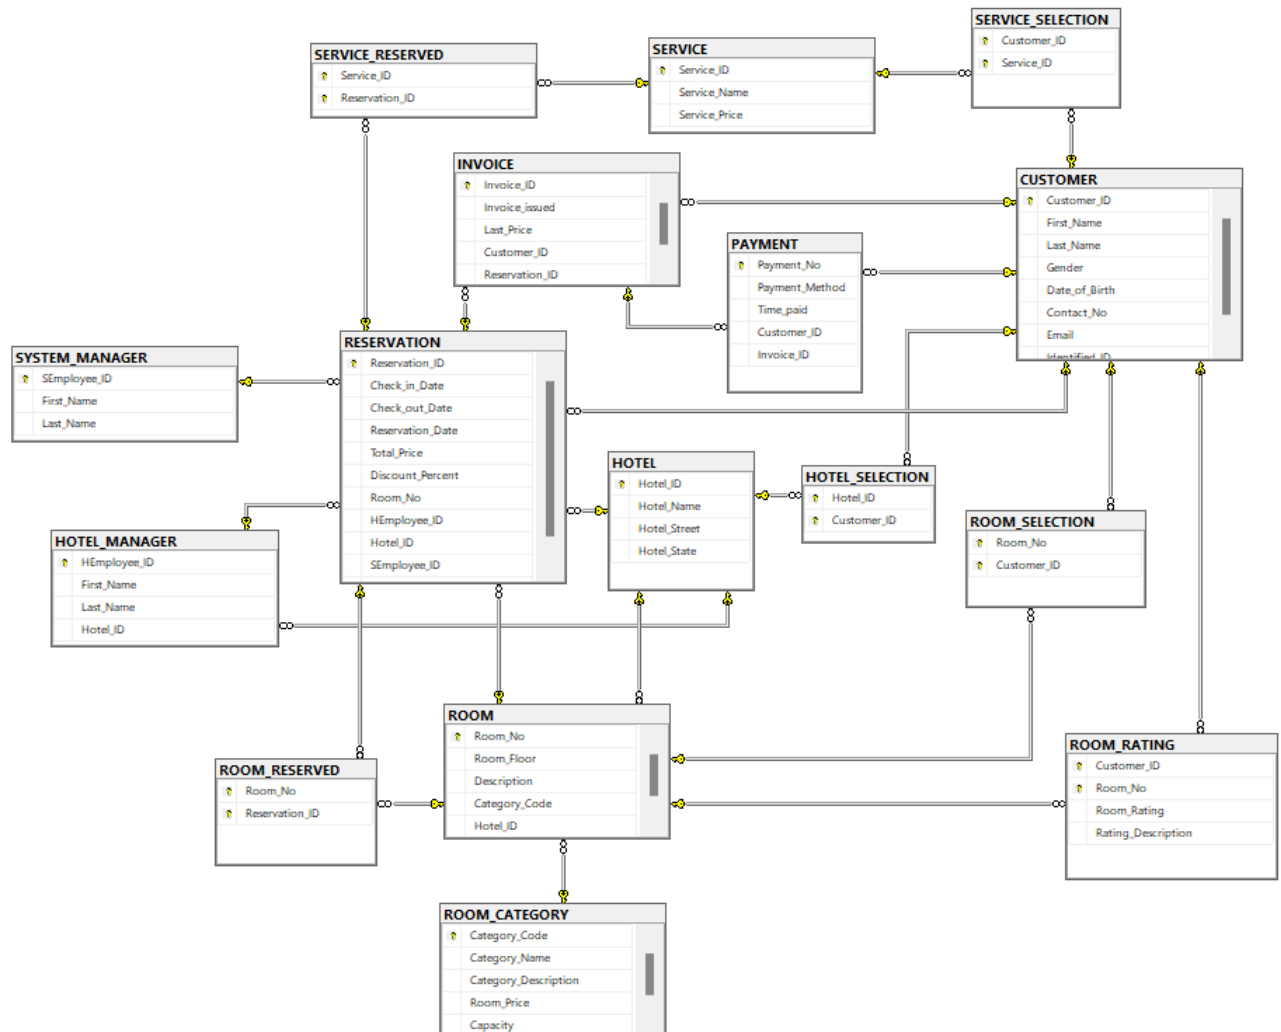 SERVICE_SELECTION
Customer_ID
Service_ID
SERVICE_RESERVED
Service_ID
Reservation_ID
SERVICE
Service_ID
Service_Name
Service_Price
INVOICE
Invoice_ID
Invoice_issued
Last_Price
Customer_ID
Reservation_ID
CUSTOMER
Customer_ID
First_Name
Last_Name
Gender
Date_of_Birth
Contact_No
Email
Identified_ID
PAYMENT
Payment_No
Payment_Method
Time_paid
Customer_ID
Invoice_ID
RESERVATION
Reservation_ID
Check_in_Date
Check_out_Date
Reservation_Date
Total_Price
Discount_Percent
Room_No
HEmployee_ID
Hotel_ID
SEmployee_ID
SYSTEM_MANAGER
SEmployee_ID
First_Name
Last_Name
HOTEL
Hotel_ID
Hotel_Name
Hotel_Street
Hotel_State
HOTEL_SELECTION
Hotel_ID
Customer_ID
ROOM_SELECTION
Room_No
Customer_ID
HOTEL_MANAGER
HEmployee_ID
First_Name
Last_Name
Hotel_ID
ROOM
Room_No
Room_Floor
Description
Category_Code
Hotel_ID
ROOM_RATING
Customer_ID
Room_No
Room_Rating
Rating_Description
ROOM_RESERVED
Room_No
Reservation_ID
ROOM_CATEGORY
Category_Code
Category_Name
Category_Description
Room_Price
Capacity